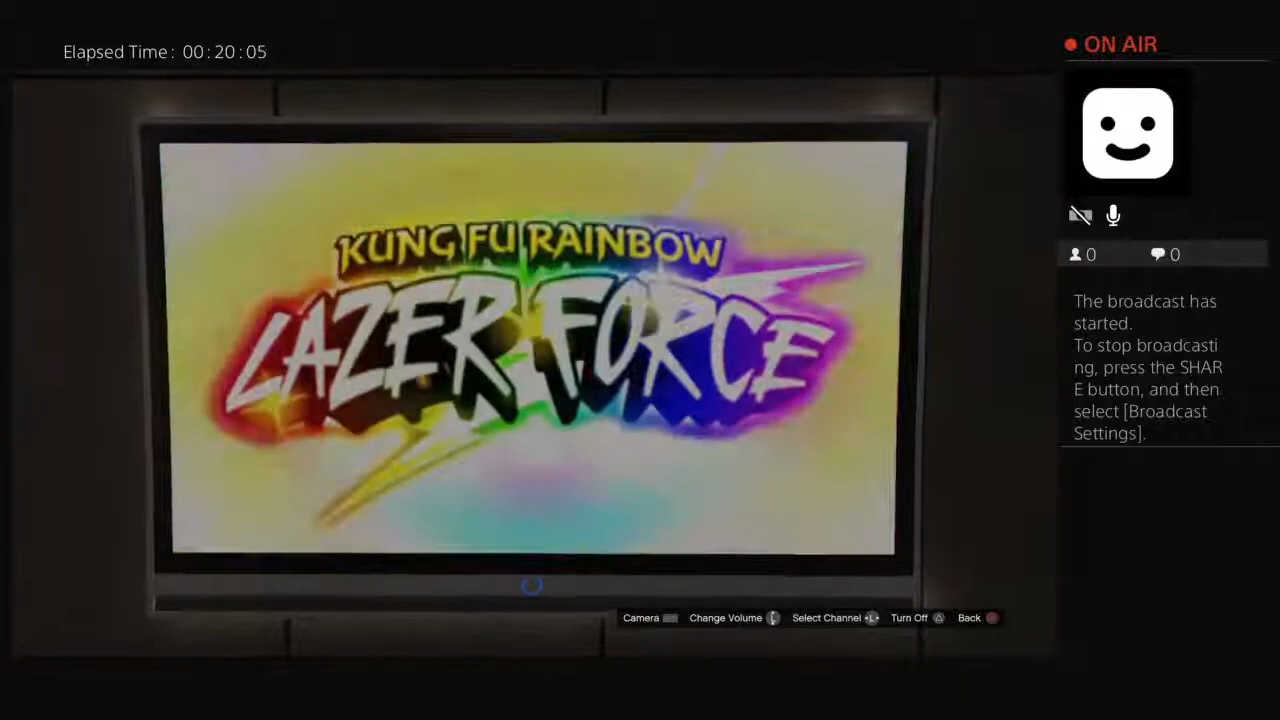 Elapsed Time: 00:20:05
ON AIR
KUNG FU RAINBOW
LAZER FORCE
0
0
The broadcast has
started.
To stop broadcasti
ng, press the SHAR
E button, and then
select [Broadcast
Settings].
Camera Change Volume L Select Channel L Turn Off Back